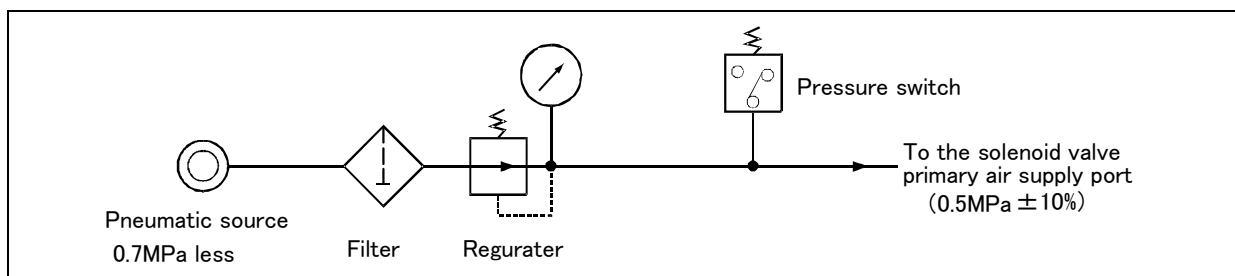 Pressure switch
To the solenoid valve
primary air supply port
(0.5MPa ±10%)
Pneumatic source
0.7MPa less
Filter
Regurater